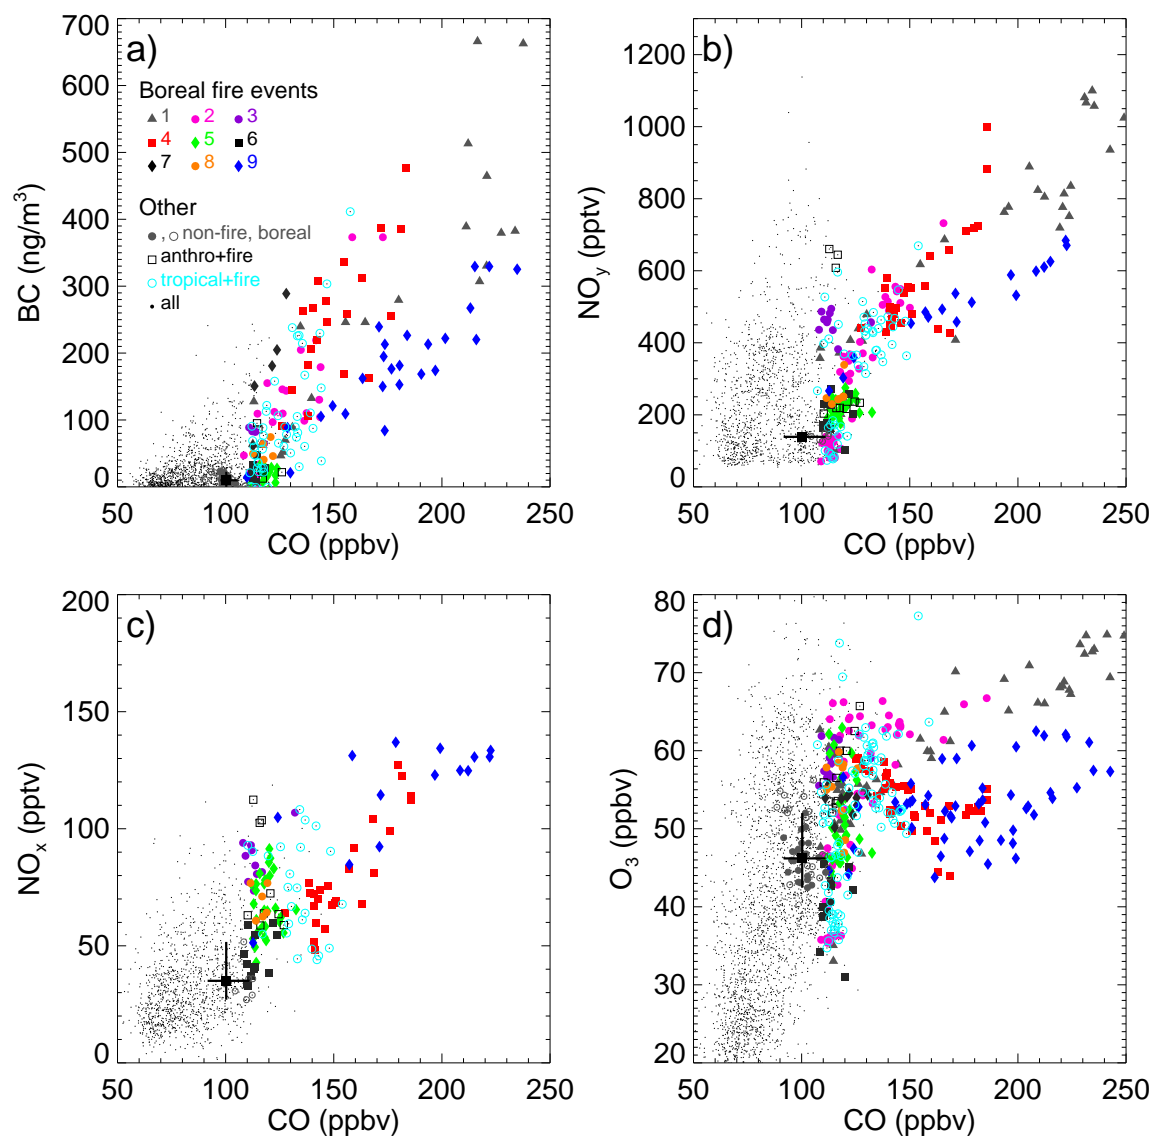 a)
700
600
500
400
300
200
100
0
BC (ng/m³)
Boreal fire events
1 2 3
4 5 6
7 8 9
Other
, non-fire, boreal
anthro+fire
tropical+fire
all
50 100 150 200 250
CO (ppbv)
b)
1200
1000
800
600
400
200
0
NOy (pptv)
50 100 150 200 250
CO (ppbv)
c)
200
150
100
50
0
NOx (pptv)
50 100 150 200 250
CO (ppbv)
d)
80
70
60
50
40
30
20
O3 (ppbv)
50 100 150 200 250
CO (ppbv)